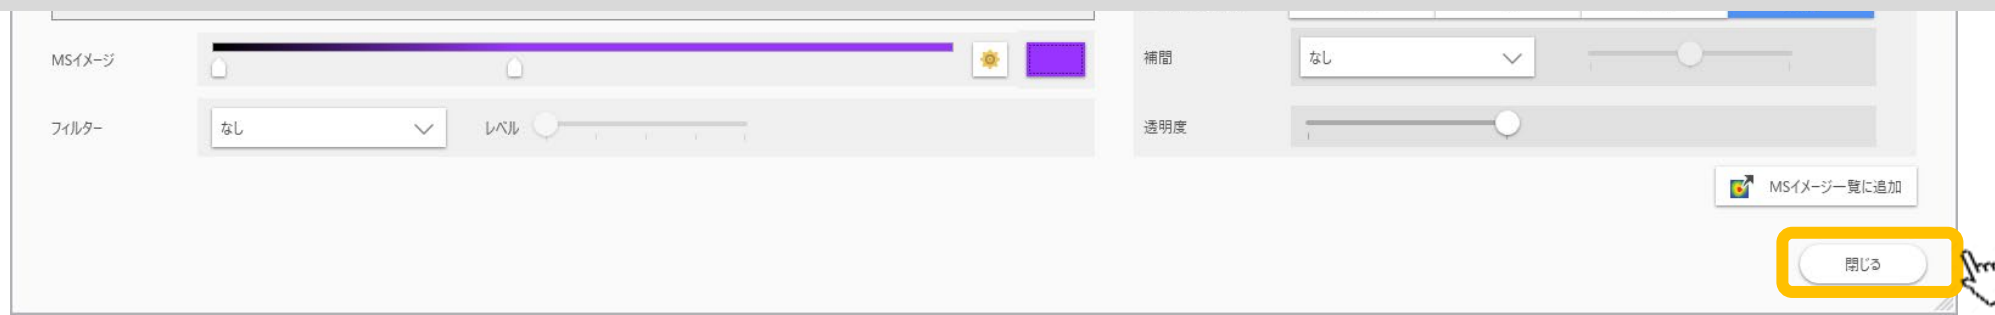 MSイメージ
補間
なし
フィルター
なし
レベル
透明度
MSイメージ一覧に追加
閉じる